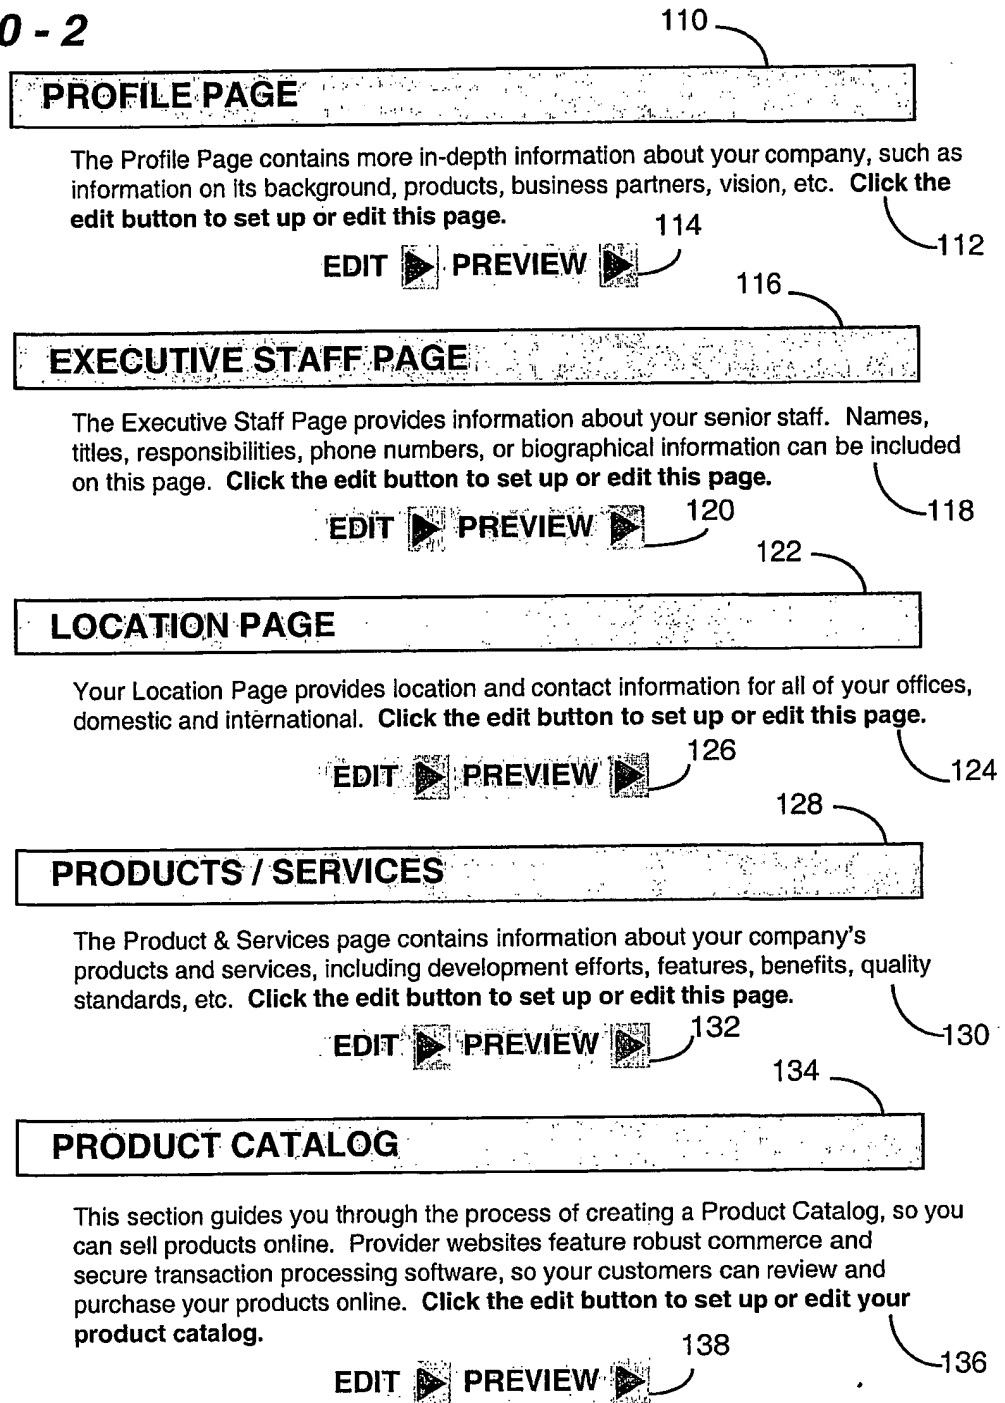 0 - 2
110
PROFILE PAGE
The Profile Page contains more in-depth information about your company, such as
information on its background, products, business partners, vision, etc. Click the
edit button to set up or edit this page.
114
112
EDIT PREVIEW
116
EXECUTIVE STAFF PAGE
The Executive Staff Page provides information about your senior staff. Names,
titles, responsibilities, phone numbers, or biographical information can be included
on this page. Click the edit button to set up or edit this page.
120
118
EDIT PREVIEW
122
LOCATION PAGE
Your Location Page provides location and contact information for all of your offices,
domestic and international. Click the edit button to set up or edit this page.
126
124
EDIT PREVIEW
128
PRODUCTS / SERVICES
The Product & Services page contains information about your company's
products and services, including development efforts, features, benefits, quality
standards, etc. Click the edit button to set up or edit this page.
132
130
EDIT PREVIEW
134
PRODUCT CATALOG
This section guides you through the process of creating a Product Catalog, so you
can sell products online. Provider websites feature robust commerce and
secure transaction processing software, so your customers can review and
purchase your products online. Click the edit button to set up or edit your
product catalog.
138
136
EDIT PREVIEW